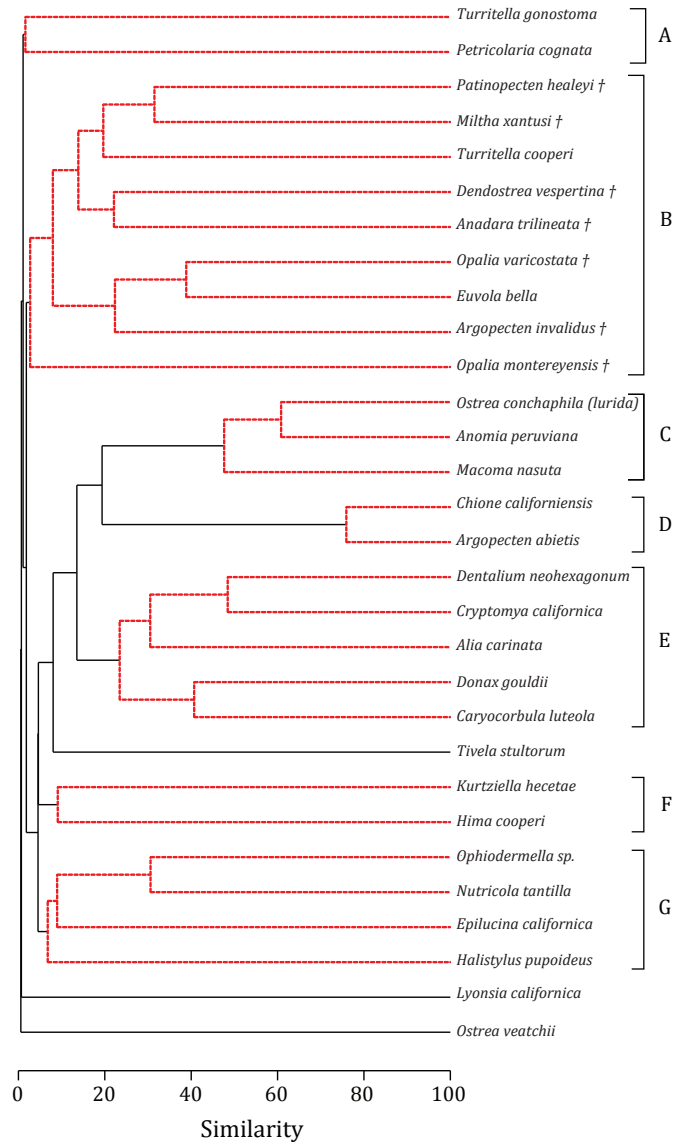 Turritella gonostoma
A
Petricolaria cognata
Patinopecten healeyi †
Miltha xantusi †
Turritella cooperi
Dendostrea vespertina †
B
Anadara trilineata †
Opalia varicostata †
Euvola bella
Argopecten invalidus †
Opalia montereyensis †
Ostrea conchaphila (lurida)
C
Anomia peruviana
Macoma nasuta
Chione californiensis
D
Argopecten abietis
Dentalium neohexagonum
Cryptomya californica
E
Alia carinata
Donax gouldii
Caryocorbula luteola
Tivela stultorum
Kurtziella hecetae
F
Hima cooperi
Ophiodermella sp.
Nutricola tantilla
G
Epilucina californica
Halistylus pupoideus
Lyonsia californica
Ostrea veatchii
0 20 40 60 80 100
Similarity